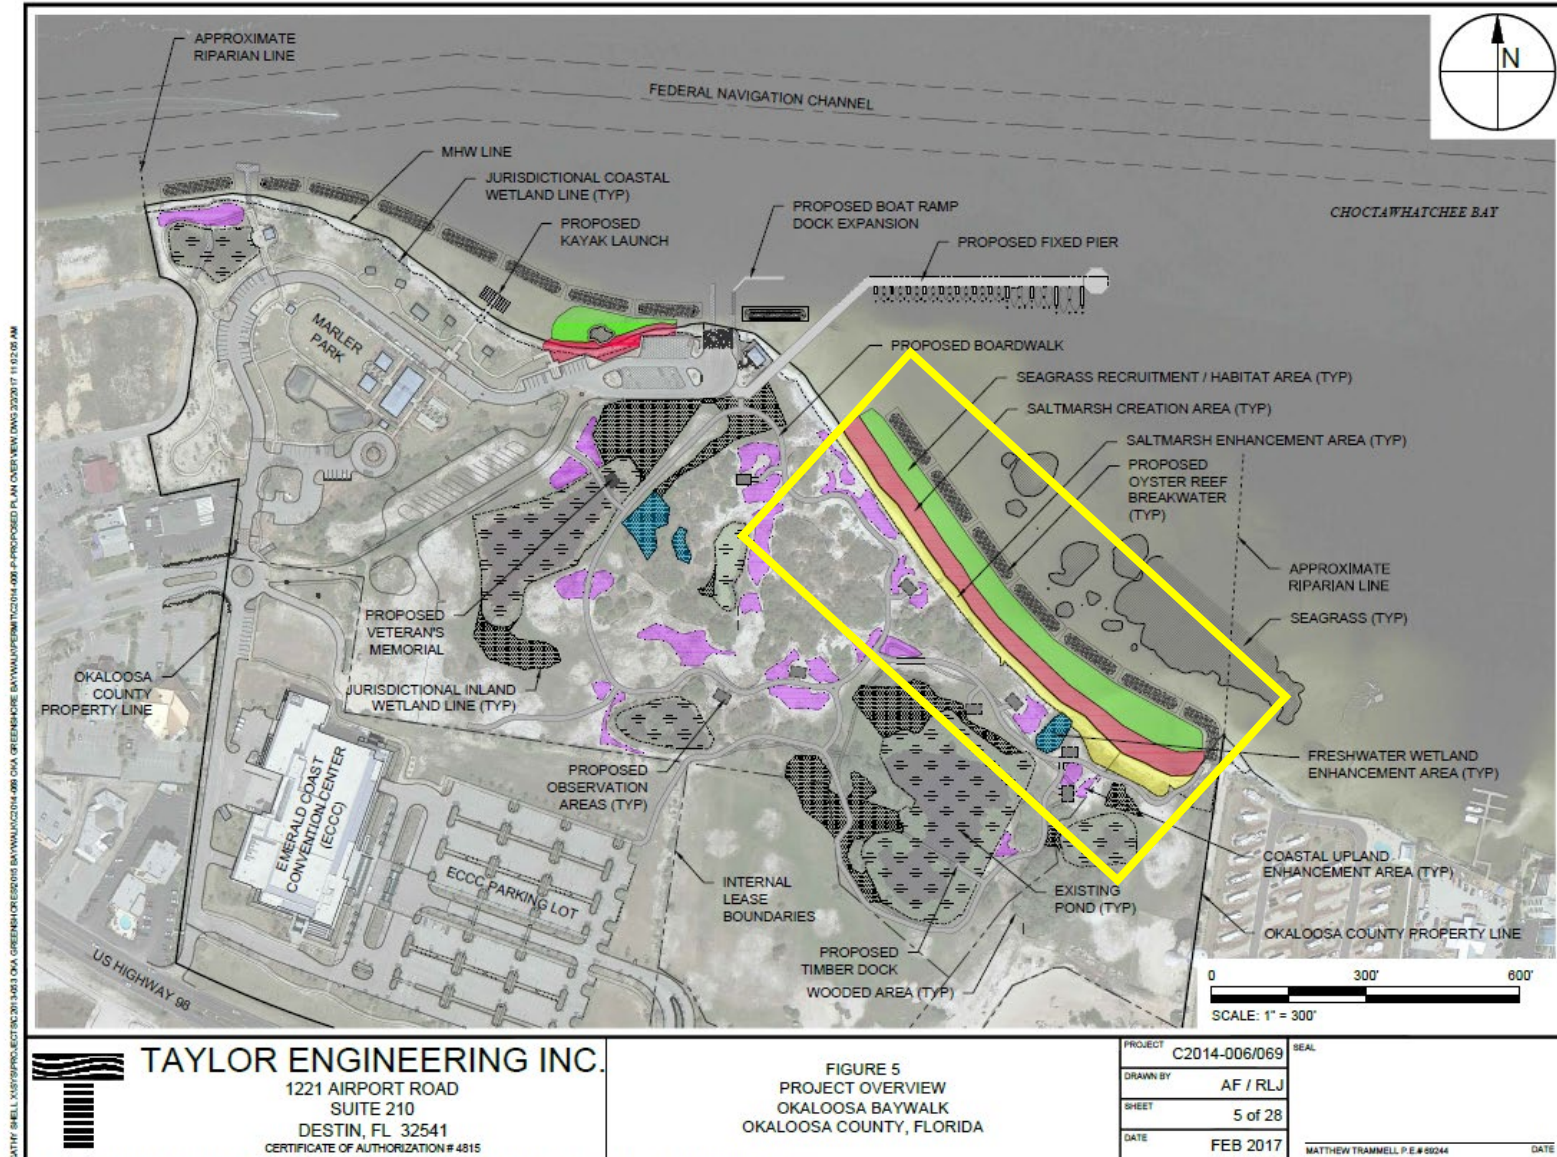 APPROXIMATE
RIPARIAN LINE
N
FEDERAL NAVIGATION CHANNEL
MHW LINE
JURISDICTIONAL COASTAL
WETLAND LINE (TYP)
PROPOSED
KAYAK LAUNCH
PROPOSED BOAT RAMP
DOCK EXPANSION
PROPOSED FIXED PIER
CHOCTAWHATCHEE BAY
MARLER
PARK
PROPOSED BOARDWALK
SEAGRASS RECRUITMENT / HABITAT AREA (TYP)
SALTMARSH CREATION AREA (TYP)
SALTMARSH ENHANCEMENT AREA (TYP)
PROPOSED
OYSTER REEF
BREAKWATER
(TYP)
APPROXIMATE
RIPARIAN LINE
SEAGRASS (TYP)
PROPOSED
VETERAN'S
MEMORIAL
OKALOOSA
COUNTY
PROPERTY LINE
JURISDICTIONAL INLAND
WETLAND LINE (TYP)
EMERALD COAST
CONVENTION CENTER
(ECCC)
PROPOSED
OBSERVATION
AREAS (TYP)
FRESHWATER WETLAND
ENHANCEMENT AREA (TYP)
COASTAL UPLAND
ENHANCEMENT AREA (TYP)
ECCC PARKING LOT
INTERNAL
LEASE
BOUNDARIES
EXISTING
POND (TYP)
OKALOOSA COUNTY PROPERTY LINE
PROPOSED
TIMBER DOCK
WOODED AREA (TYP)
US HIGHWAY 98
0 300' 600'
SCALE: 1" = 300'
TAYLOR ENGINEERING INC.
1221 AIRPORT ROAD
SUITE 210
DESTIN, FL 32541
CERTIFICATE OF AUTHORIZATION # 4815
FIGURE 5
PROJECT OVERVIEW
OKALOOSA BAYWALK
OKALOOSA COUNTY, FLORIDA
PROJECT C2014-006/069
DRAWN BY AF / RLJ
SHEET 5 of 28
DATE FEB 2017
SEAL
MATTHEW TRAMMELL P.E.# 69244 DATE